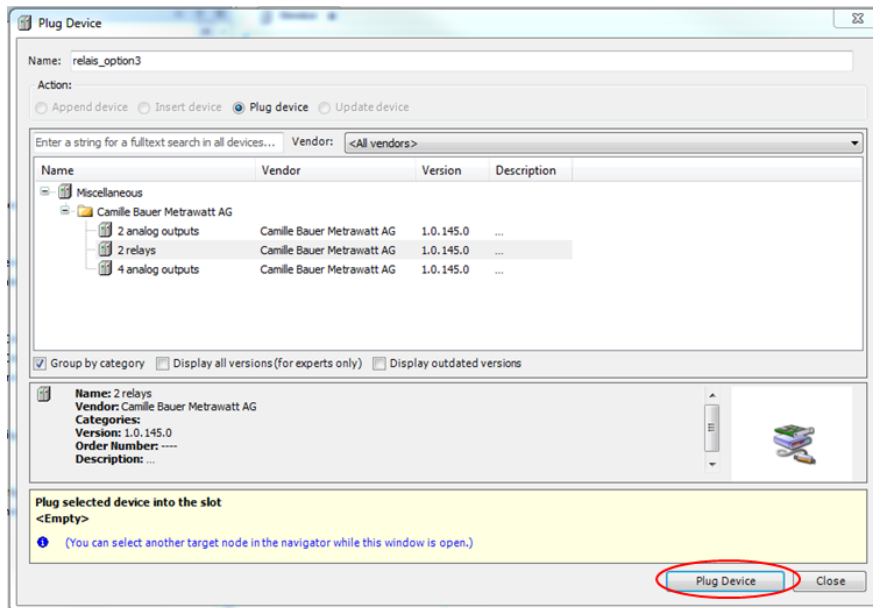 Plug Device
Name: relais_option3
Action:
Append device Insert device Plug device Update device
Enter a string for a fulltext search in all devices... Vendor: <All vendors>
Name Vendor Version Description
Miscellaneous
Camille Bauer Metrawatt AG
2 analog outputs Camille Bauer Metrawatt AG 1.0.145.0 ...
2 relays Camille Bauer Metrawatt AG 1.0.145.0 ...
4 analog outputs Camille Bauer Metrawatt AG 1.0.145.0 ...
Group by category Display all versions (for experts only) Display outdated versions
Name: 2 relays
Vendor: Camille Bauer Metrawatt AG
Categories:
Version: 1.0.145.0
Order Number: ----
Description: ...
Plug selected device into the slot
<Empty>
(You can select another target node in the navigator while this window is open.)
Plug Device Close